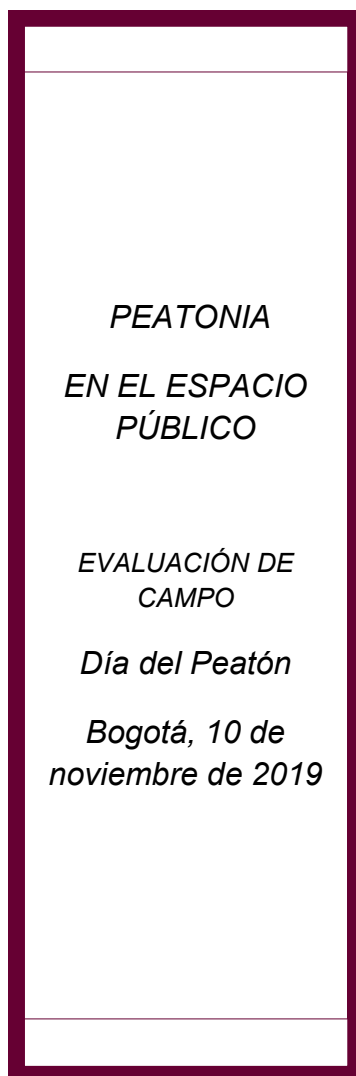 PEATONIA
EN EL ESPACIO
PÚBLICO
EVALUACIÓN DE
CAMPO
Día del Peatón
Bogotá, 10 de
noviembre de 2019